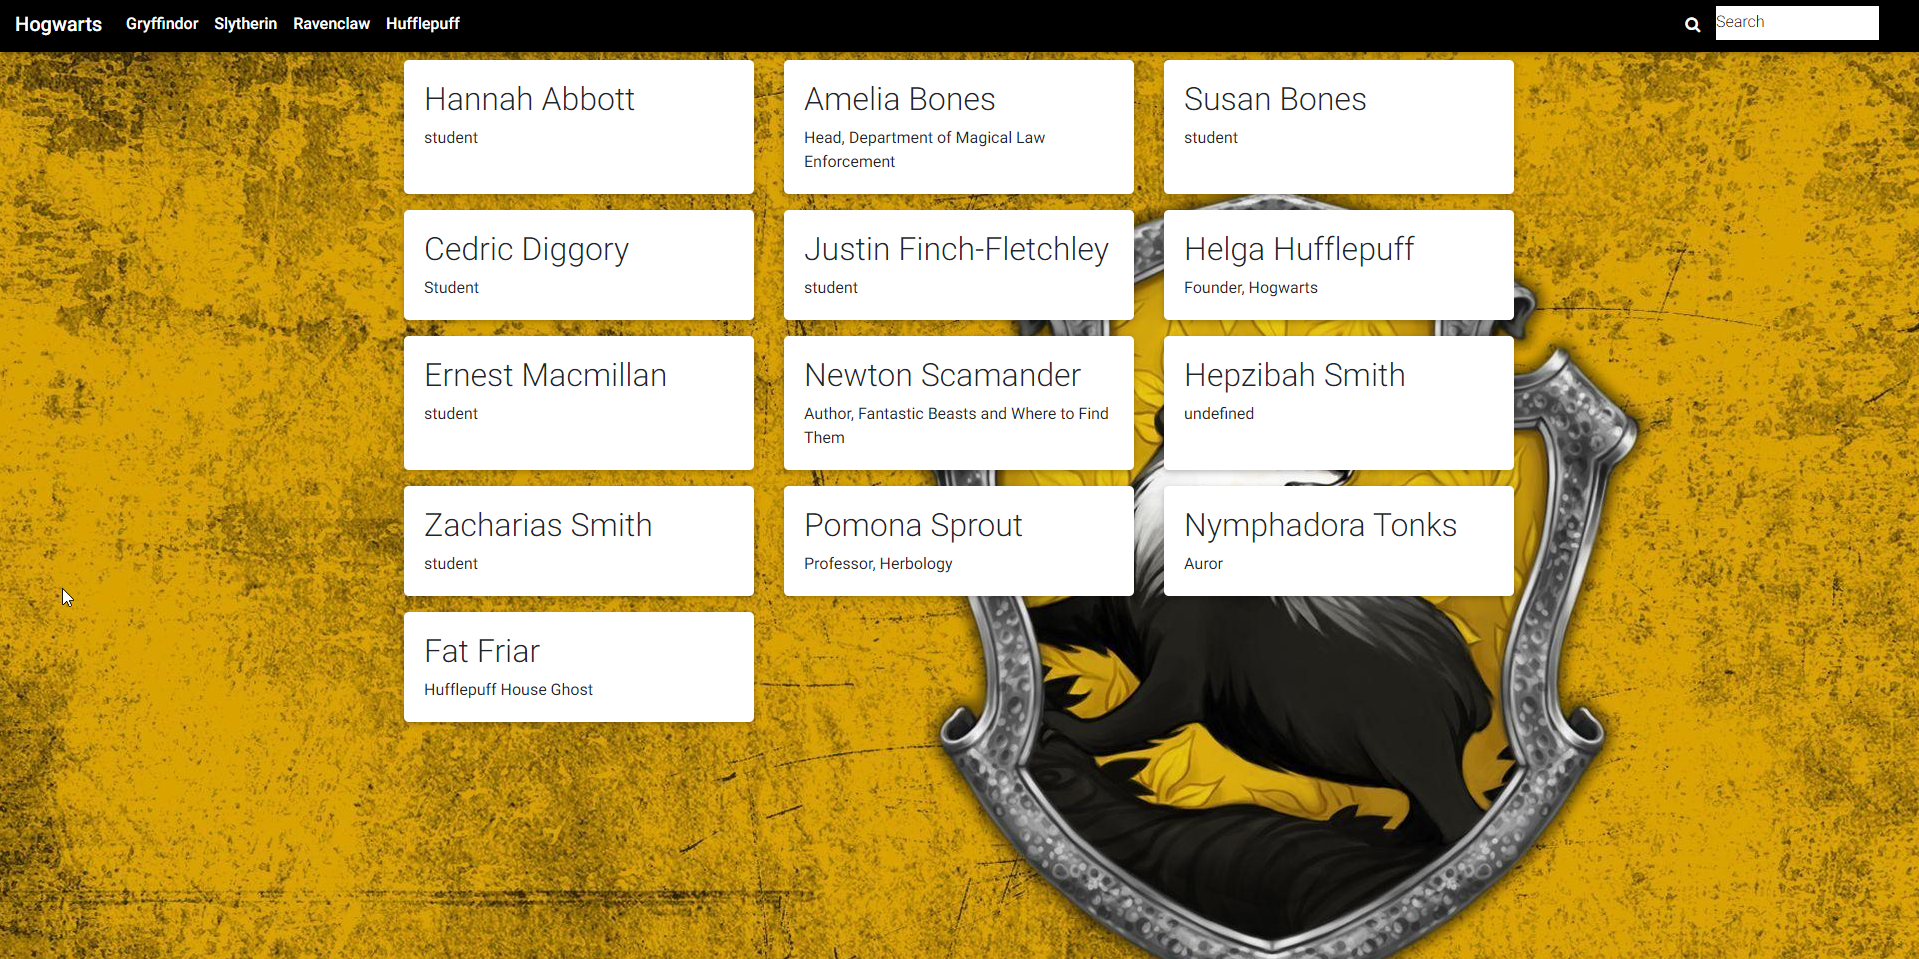 Hogwarts Gryffindor Slytherin Ravenclaw Hufflepuff Search
Hannah Abbott
student
Amelia Bones
Head, Department of Magical Law
Enforcement
Susan Bones
student
Cedric Diggory
Student
Justin Finch-Fletchley
student
Helga Hufflepuff
Founder, Hogwarts
Ernest Macmillan
student
Newton Scamander
Author, Fantastic Beasts and Where to Find
Them
Hepzibah Smith
undefined
Zacharias Smith
student
Pomona Sprout
Professor, Herbology
Nymphadora Tonks
Auror
Fat Friar
Hufflepuff House Ghost